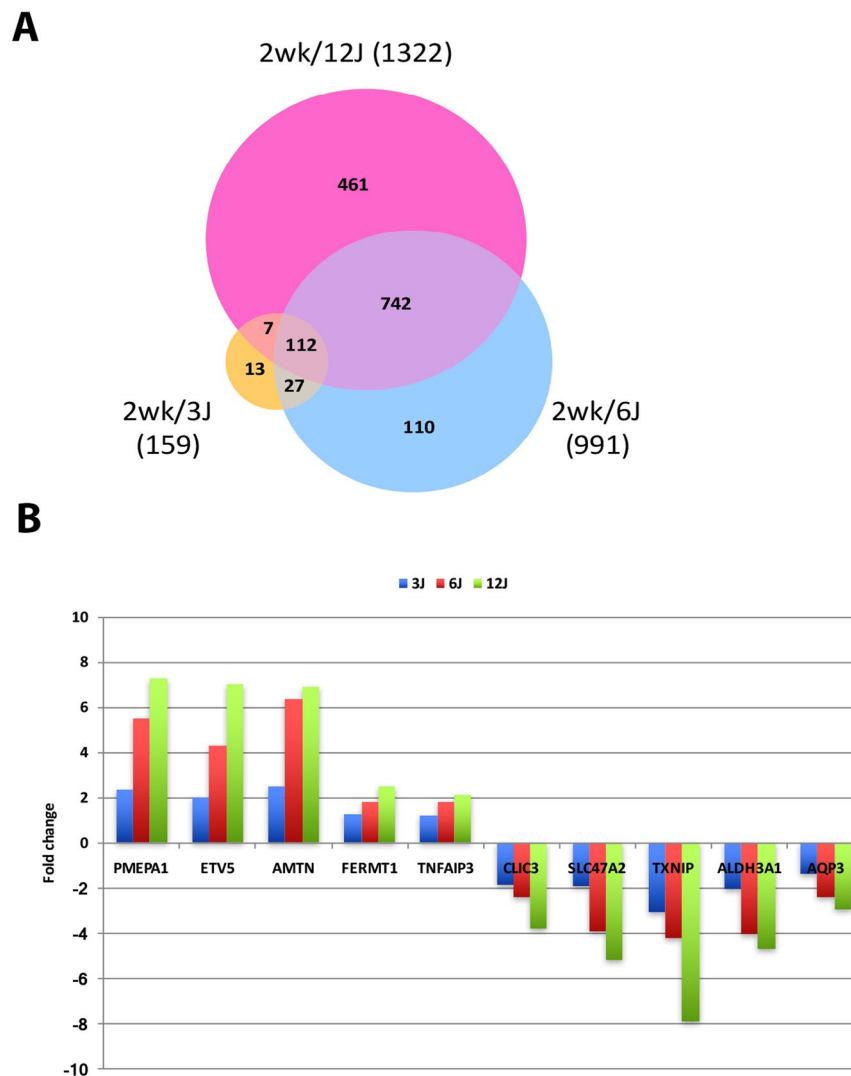 A
2wk/12J (1322)
461
742
7
112
13
27
2wk/3J
(159)
110
2wk/6J
(991)
B
3J 6J 12J
10
8
6
4
2
0
-2
-4
-6
-8
-10
Fold change
PMEPA1 ETV5 AMTN FERMT1 TNFAIP3 CLIC3 SLC47A2 TXNIP ALDH3A1 AQP3